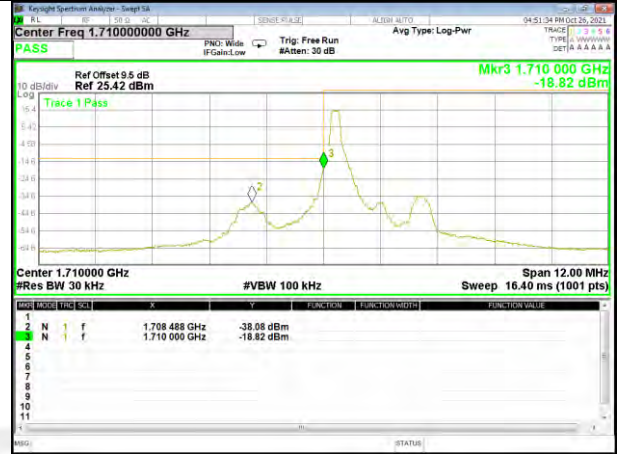 Keysight Spectrum Analyzer - Swept SA
RL RF 50 Ω AC SENSE:PULSE ALIGN AUTO 04:51:34 PM Oct 26, 2021
Center Freq 1.710000000 GHz
PNO: Wide Trig: Free Run Avg Type: Log-Pwr TRACE 1 2 3 4 5 6
TYPE A WWWWW
PASS IFGain:Low #Atten: 30 dB DET A A A A A A
Mkr3 1.710 000 GHz
Ref Offset 9.5 dB
10 dB/div Ref 25.42 dBm -18.82 dBm
Log
Trace 1 Pass
15.4
5.42
-4.58
-14.6
-24.6
-34.6
-44.6
-54.6
-64.6
3
2
Center 1.710000 GHz Span 12.00 MHz
#Res BW 30 kHz #VBW 100 kHz Sweep 16.40 ms (1001 pts)
MKR MODE TRC SCL X Y FUNCTION FUNCTION WIDTH FUNCTION VALUE
1
2 N 1 f 1.708 488 GHz -38.08 dBm
3 N 1 f 1.710 000 GHz -18.82 dBm
4
5
6
7
8
9
10
11
MSG STATUS